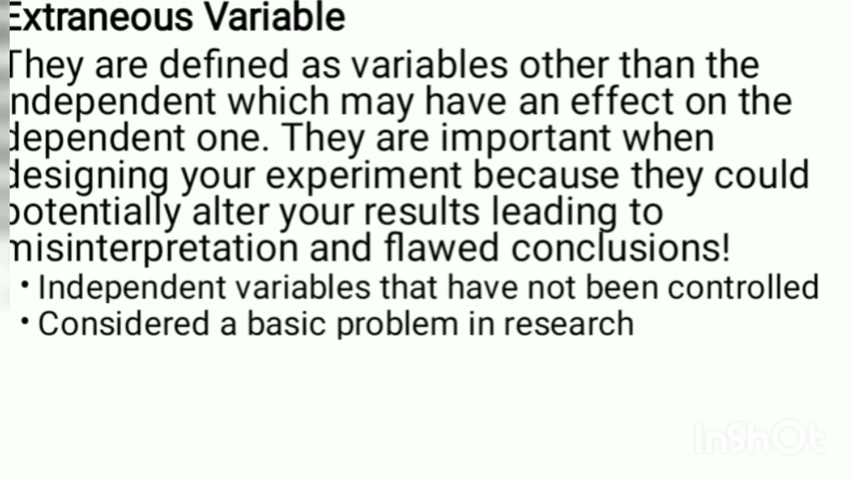 Extraneous Variable
They are defined as variables other than the
independent which may have an effect on the
dependent one. They are important when
designing your experiment because they could
potentially alter your results leading to
misinterpretation and flawed conclusions!
• Independent variables that have not been controlled
• Considered a basic problem in research
InShOt